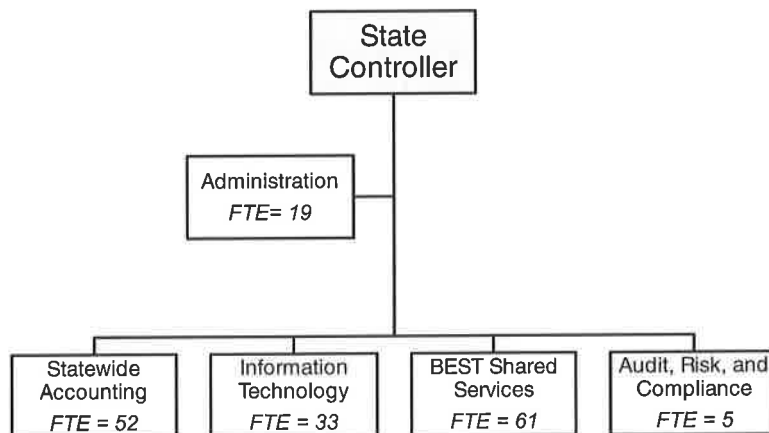 State
Controller
Administration
FTE= 19
Statewide
Accounting
FTE = 52
Information
Technology
FTE = 33
BEST Shared
Services
FTE = 61
Audit, Risk, and
Compliance
FTE = 5